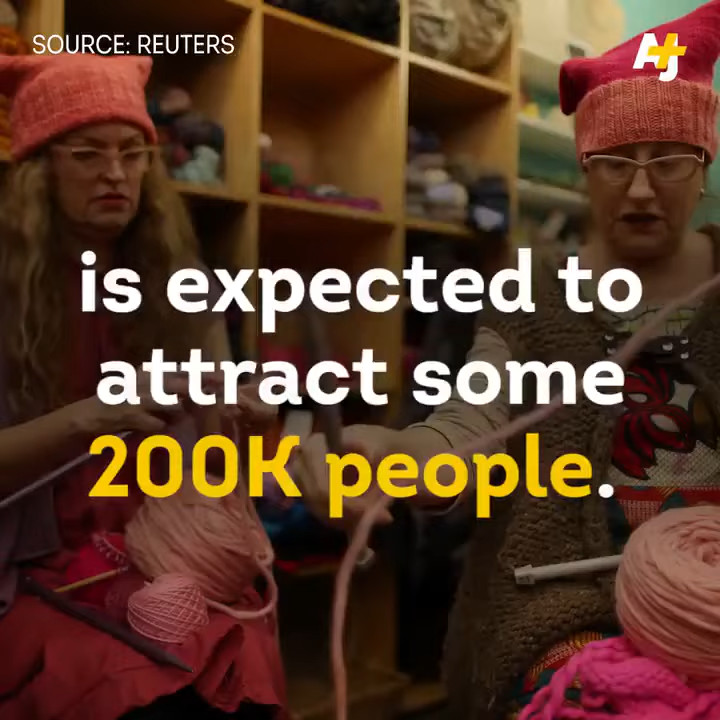 SOURCE: REUTERS
AJ+
is expected to
attract some
200K people.